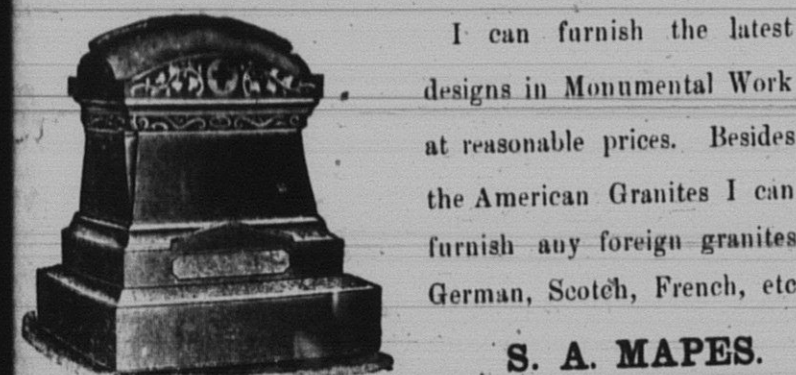 I can furnish the latest
designs in Monumental Work
at reasonable prices. Besides
the American Granites I can
furnish any foreign granites
German, Scotch, French, etc
S. A. MAPES.